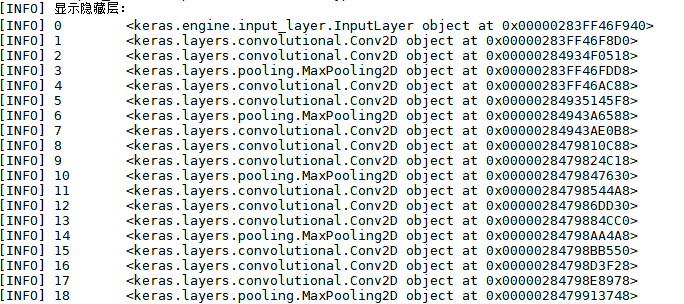 [INFO] 显示隐藏层:
[INFO] 0 <keras.engine.input_layer.InputLayer object at 0x00000283FF46F940>
[INFO] 1 <keras.layers.convolutional.Conv2D object at 0x00000283FF46F8D0>
[INFO] 2 <keras.layers.convolutional.Conv2D object at 0x00000284934F0518>
[INFO] 3 <keras.layers.pooling.MaxPooling2D object at 0x00000283FF46FDD8>
[INFO] 4 <keras.layers.convolutional.Conv2D object at 0x00000283FF46AC88>
[INFO] 5 <keras.layers.convolutional.Conv2D object at 0x00000284935145F8>
[INFO] 6 <keras.layers.pooling.MaxPooling2D object at 0x00000284943A6588>
[INFO] 7 <keras.layers.convolutional.Conv2D object at 0x00000284943AE0B8>
[INFO] 8 <keras.layers.convolutional.Conv2D object at 0x0000028479810C88>
[INFO] 9 <keras.layers.convolutional.Conv2D object at 0x0000028479824C18>
[INFO] 10 <keras.layers.pooling.MaxPooling2D object at 0x0000028479847630>
[INFO] 11 <keras.layers.convolutional.Conv2D object at 0x00000284798544A8>
[INFO] 12 <keras.layers.convolutional.Conv2D object at 0x000002847986DD30>
[INFO] 13 <keras.layers.convolutional.Conv2D object at 0x0000028479884CC0>
[INFO] 14 <keras.layers.pooling.MaxPooling2D object at 0x00000284798AA4A8>
[INFO] 15 <keras.layers.convolutional.Conv2D object at 0x00000284798BB550>
[INFO] 16 <keras.layers.convolutional.Conv2D object at 0x00000284798D3F28>
[INFO] 17 <keras.layers.convolutional.Conv2D object at 0x00000284798E8978>
[INFO] 18 <keras.layers.pooling.MaxPooling2D object at 0x0000028479913748>